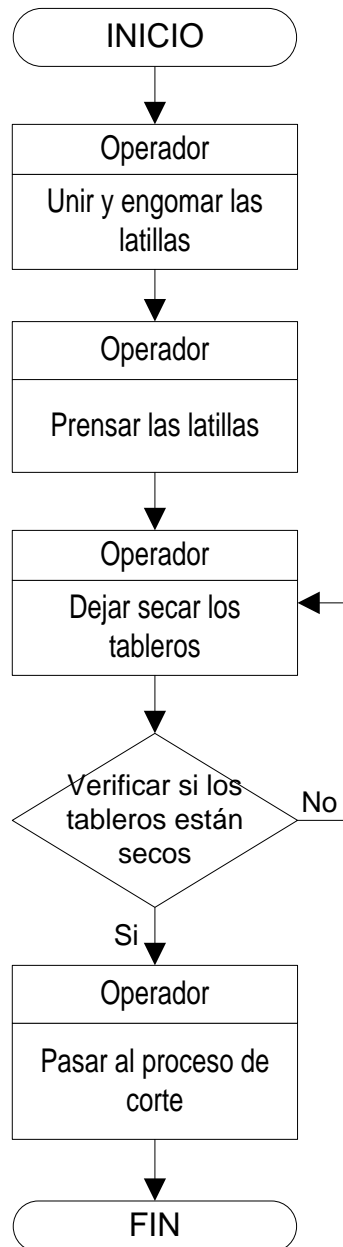 INICIO
Operador
Unir y engomar las
latillas
Operador
Prensar las latillas
Operador
Dejar secar los
tableros
Verificar si los
tableros están
secos
No
Si
Operador
Pasar al proceso de
corte
FIN